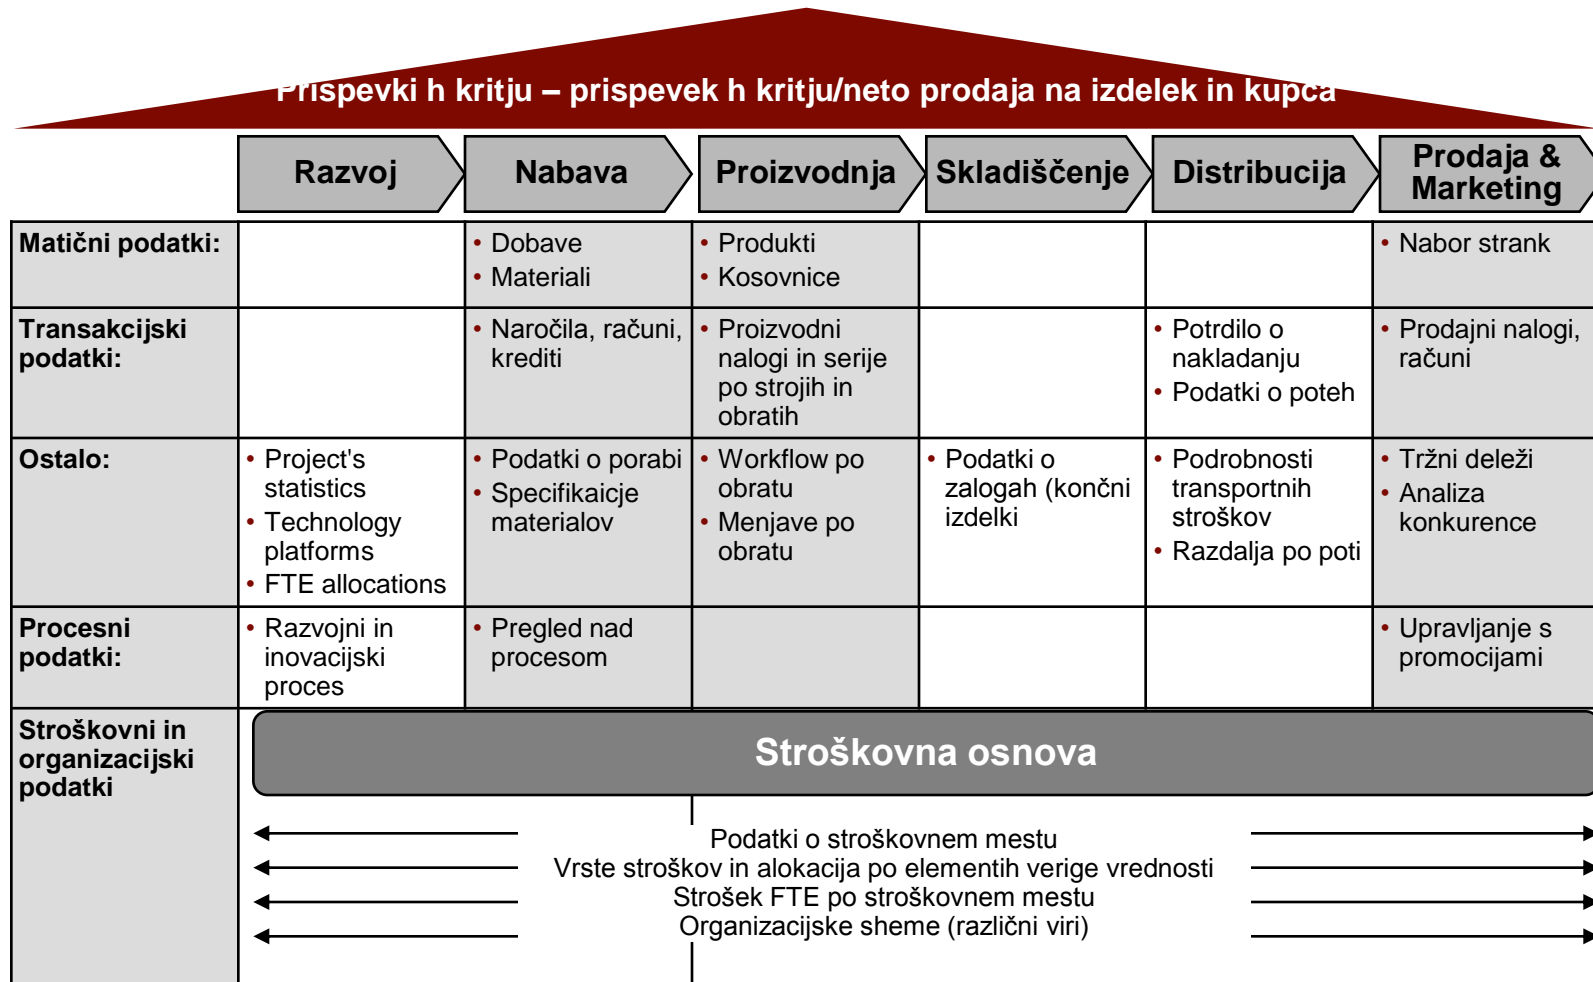 Prispevki h kritju – prispevek h kritju/neto prodaja na izdelek in kupca
Razvoj
Nabava
Proizvodnja
Skladiščenje
Distribucija
Prodaja &
Marketing
Matični podatki:
• Dobave
• Materiali
• Produkti
• Kosovnice
• Nabor strank
Transakcijski
podatki:
• Naročila, računi,
krediti
• Proizvodni
nalogi in serije
po strojih in
obratih
• Potrdilo o
nakladanju
• Podatki o poteh
• Prodajni nalogi,
računi
Ostalo:
• Project's
statistics
• Technology
platforms
• FTE allocations
• Podatki o porabi
• Specifikaicje
materialov
• Workflow po
obratu
• Menjave po
obratu
• Podatki o
zalogah (končni
izdelki
• Podrobnosti
transportnih
stroškov
• Razdalja po poti
• Tržni deleži
• Analiza
konkurence
Procesni
podatki:
• Razvojni in
inovacijski
proces
• Pregled nad
procesom
• Upravljanje s
promocijami
Stroškovni in
organizacijski
podatki
Stroškovna osnova
Podatki o stroškovnem mestu
Vrste stroškov in alokacija po elementih verige vrednosti
Strošek FTE po stroškovnem mestu
Organizacijske sheme (različni viri)